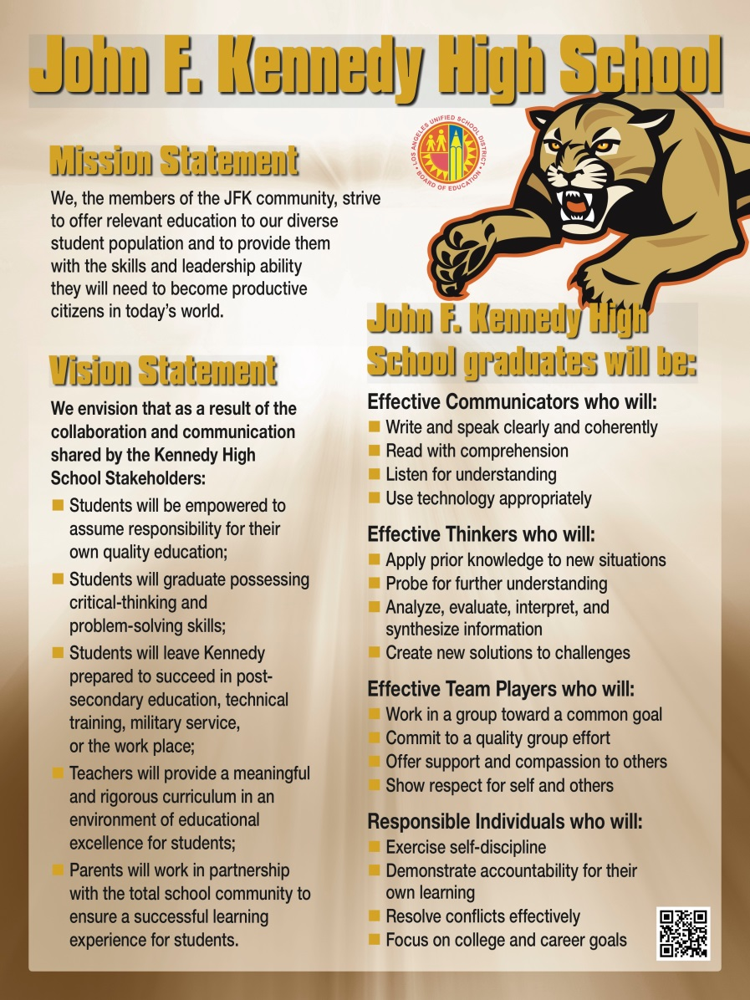 John F. Kennedy High School
LOS ANGELES UNIFIED SCHOOL DISTRICT
BOARD OF EDUCATION
Mission Statement
We, the members of the JFK community, strive
to offer relevant education to our diverse
student population and to provide them
with the skills and leadership ability
they will need to become productive
citizens in today's world.
Vision Statement
We envision that as a result of the
collaboration and communication
shared by the Kennedy High
School Stakeholders:
Students will be empowered to
assume responsibility for their
own quality education;
Students will graduate possessing
critical-thinking and
problem-solving skills;
Students will leave Kennedy
prepared to succeed in post-
secondary education, technical
training, military service,
or the work place;
Teachers will provide a meaningful
and rigorous curriculum in an
environment of educational
excellence for students;
Parents will work in partnership
with the total school community to
ensure a successful learning
experience for students.
John F. Kennedy High
School graduates will be:
Effective Communicators who will:
Write and speak clearly and coherently
Read with comprehension
Listen for understanding
Use technology appropriately
Effective Thinkers who will:
Apply prior knowledge to new situations
Probe for further understanding
Analyze, evaluate, interpret, and
synthesize information
Create new solutions to challenges
Effective Team Players who will:
Work in a group toward a common goal
Commit to a quality group effort
Offer support and compassion to others
Show respect for self and others
Responsible Individuals who will:
Exercise self-discipline
Demonstrate accountability for their
own learning
Resolve conflicts effectively
Focus on college and career goals